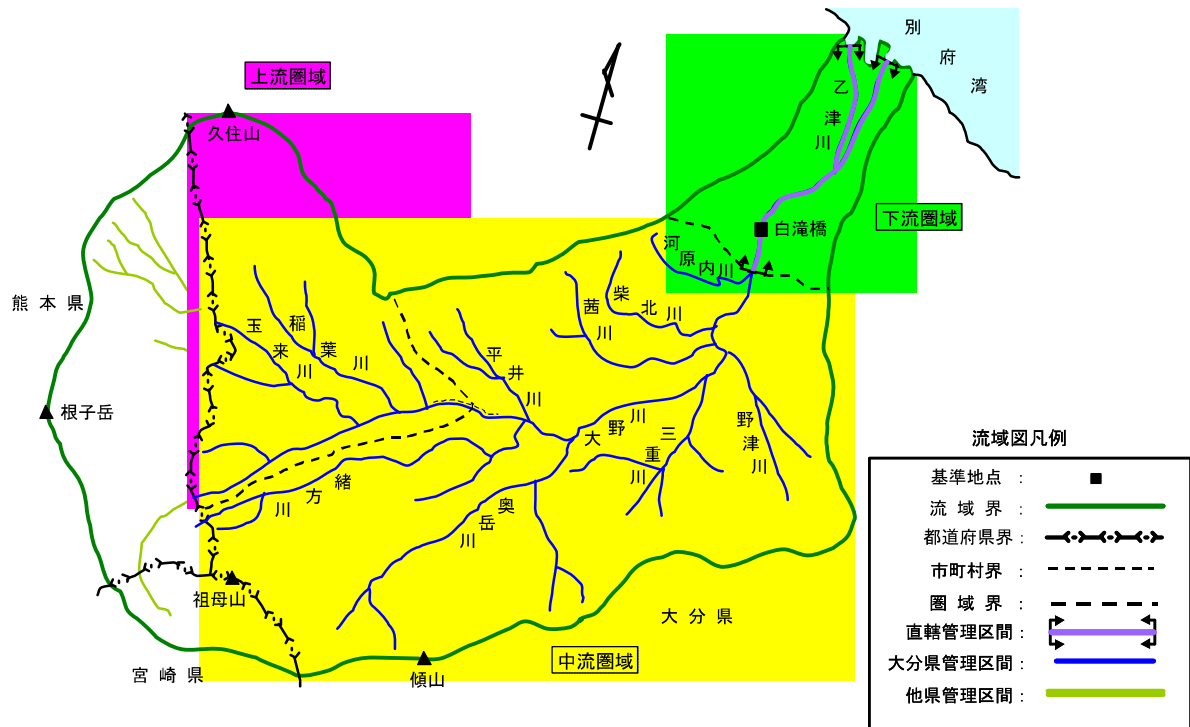 別府湾
上流圏域
久住山
乙津川
下流圏域
白滝橋
河原内川
熊本県
玉来川
稲葉川
平井川
茜川
柴北川
根子岳
大野川
三重川
野津川
緒方川
奥岳川
祖母山
大分県
宮崎県
傾山
中流圏域
流域図凡例
基準地点 :
流域界 :
都道府県界 :
市町村界 :
圏域界 :
直轄管理区間 :
大分県管理区間 :
他県管理区間 :